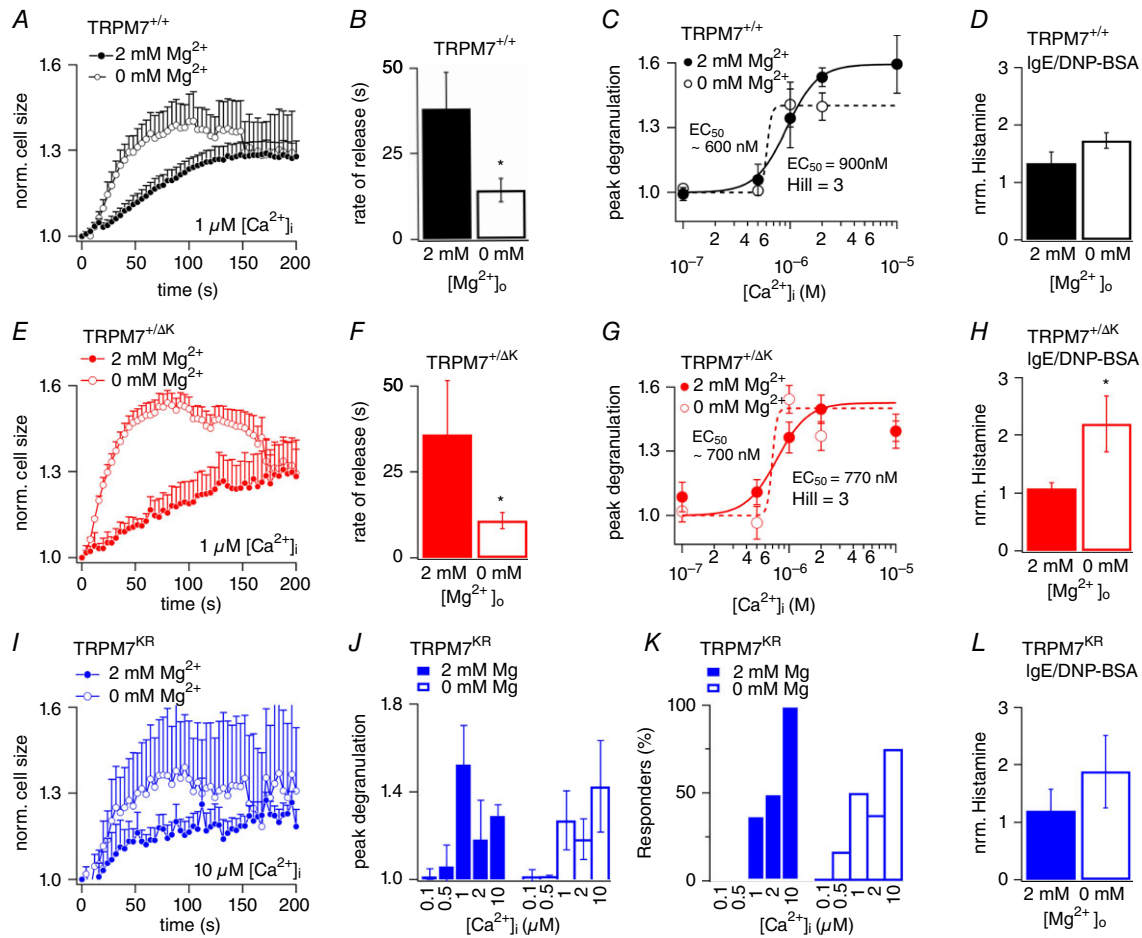 A
TRPM7+/+
2 mM Mg2+
0 mM Mg2+
norm. cell size
1.6
1.3
1.0
1 µM [Ca2+]i
0 50 100 150 200
time (s)
B
TRPM7+/+
rate of release (s)
50
25
0
*
2 mM 0 mM
[Mg2+]o
C
TRPM7+/+
2 mM Mg2+
0 mM Mg2+
peak degranulation
1.6
1.3
1.0
EC50
~ 600 nM
EC50 = 900nM
Hill = 3
2 4 6 2 4 6
10–7 10–6 10–5
[Ca2+]i (M)
D
TRPM7+/+
IgE/DNP-BSA
nrm. Histamine
3
2
1
0
2 mM 0 mM
[Mg2+]o
E
TRPM7+/ΔK
2 mM Mg2+
0 mM Mg2+
norm. cell size
1.6
1.3
1.0
1 µM [Ca2+]i
0 50 100 150 200
time (s)
F
TRPM7+/ΔK
rate of release (s)
50
25
0
*
2 mM 0 mM
[Mg2+]o
G
TRPM7+/ΔK
2 mM Mg2+
0 mM Mg2+
peak degranulation
1.6
1.3
1.0
EC50
~ 700 nM
EC50 = 770 nM
Hill = 3
2 4 6 2 4 6
10–7 10–6 10–5
[Ca2+]i (M)
H
TRPM7+/ΔK
IgE/DNP-BSA
nrm. Histamine
3
2
1
0
*
2 mM 0 mM
[Mg2+]o
I
TRPM7KR
2 mM Mg2+
0 mM Mg2+
norm. cell size
1.6
1.3
1.0
10 µM [Ca2+]i
0 50 100 150 200
time (s)
J
TRPM7KR
2 mM Mg
0 mM Mg
peak degranulation
1.8
1.4
1.0
0.1 0.5 1 2 10 0.1 0.5 1 2 10
[Ca2+]i (µM)
K
TRPM7KR
2 mM Mg
0 mM Mg
Responders (%)
100
50
0
0.1 0.5 1 2 10 0.1 0.5 1 2 10
[Ca2+]i (µM)
L
TRPM7KR
IgE/DNP-BSA
nrm. Histamine
3
2
1
0
2 mM 0 mM
[Mg2+]o